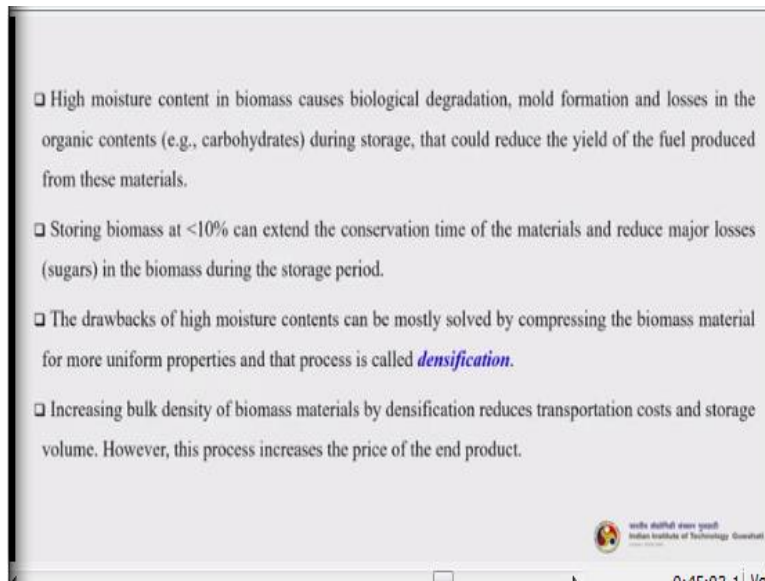 ❑ High moisture content in biomass causes biological degradation, mold formation and losses in the
organic contents (e.g., carbohydrates) during storage, that could reduce the yield of the fuel produced
from these materials.
❑ Storing biomass at <10% can extend the conservation time of the materials and reduce major losses
(sugars) in the biomass during the storage period.
❑ The drawbacks of high moisture contents can be mostly solved by compressing the biomass material
for more uniform properties and that process is called densification.
❑ Increasing bulk density of biomass materials by densification reduces transportation costs and storage
volume. However, this process increases the price of the end product.
Indian Institute of Technology Guwahati